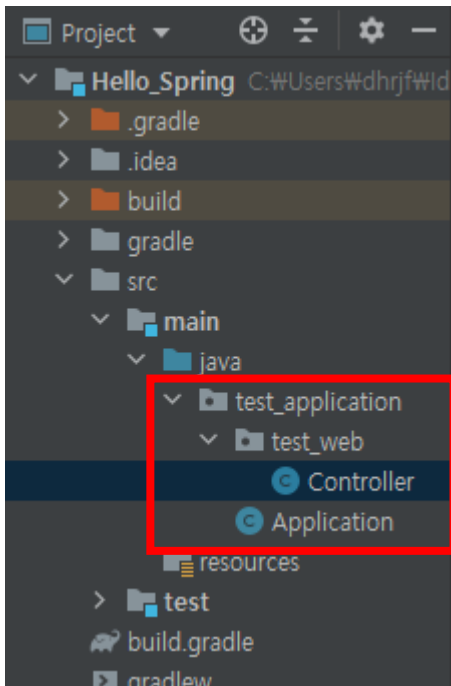 Project
Hello_Spring C:₩Users₩dhrjf₩Id
.gradle
.idea
build
gradle
src
main
java
test_application
test_web
C Controller
C Application
resources
test
build.gradle
gradlew